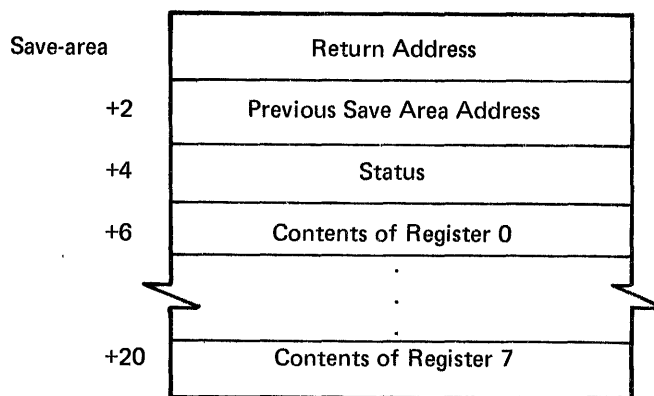 Save-area Return Address
+2 Previous Save Area Address
+4 Status
+6 Contents of Register 0
.
.
.
+20 Contents of Register 7